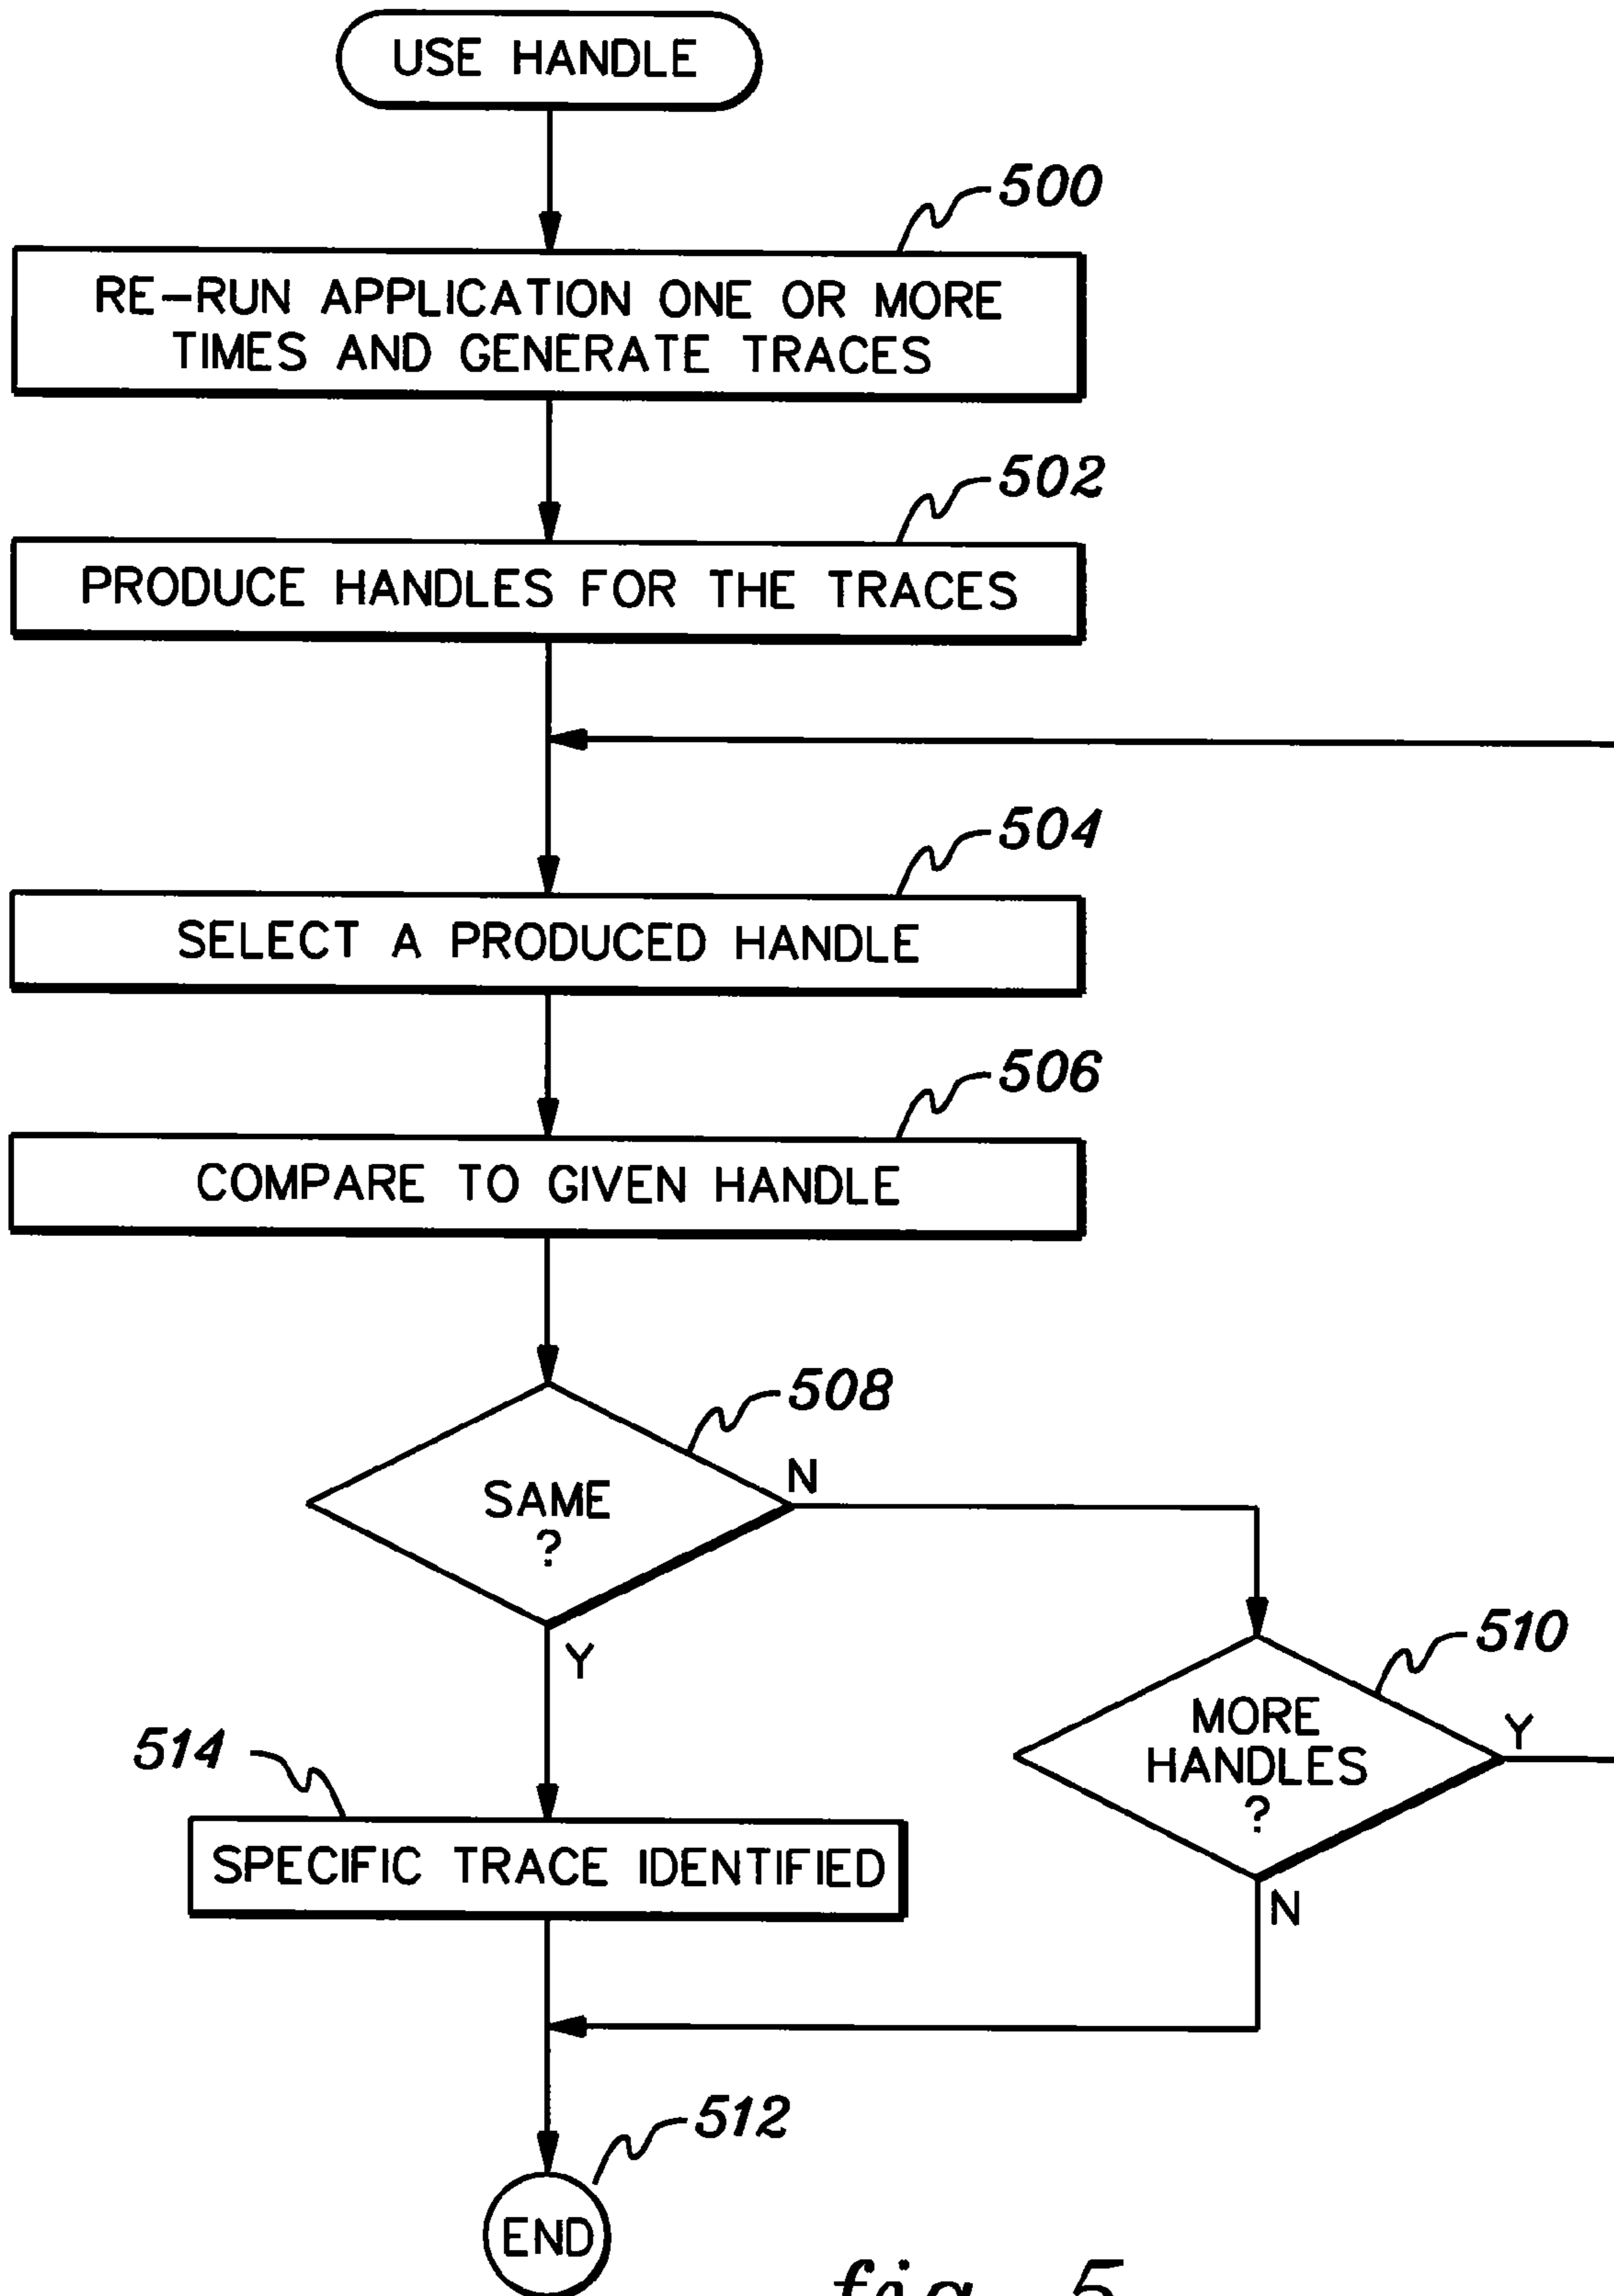 USE HANDLE
500
RE-RUN APPLICATION ONE OR MORE
TIMES AND GENERATE TRACES
502
PRODUCE HANDLES FOR THE TRACES
504
SELECT A PRODUCED HANDLE
506
COMPARE TO GIVEN HANDLE
508
SAME
?
N
Y
510
MORE
HANDLES
?
Y
N
514
SPECIFIC TRACE IDENTIFIED
512
END
fig. 5